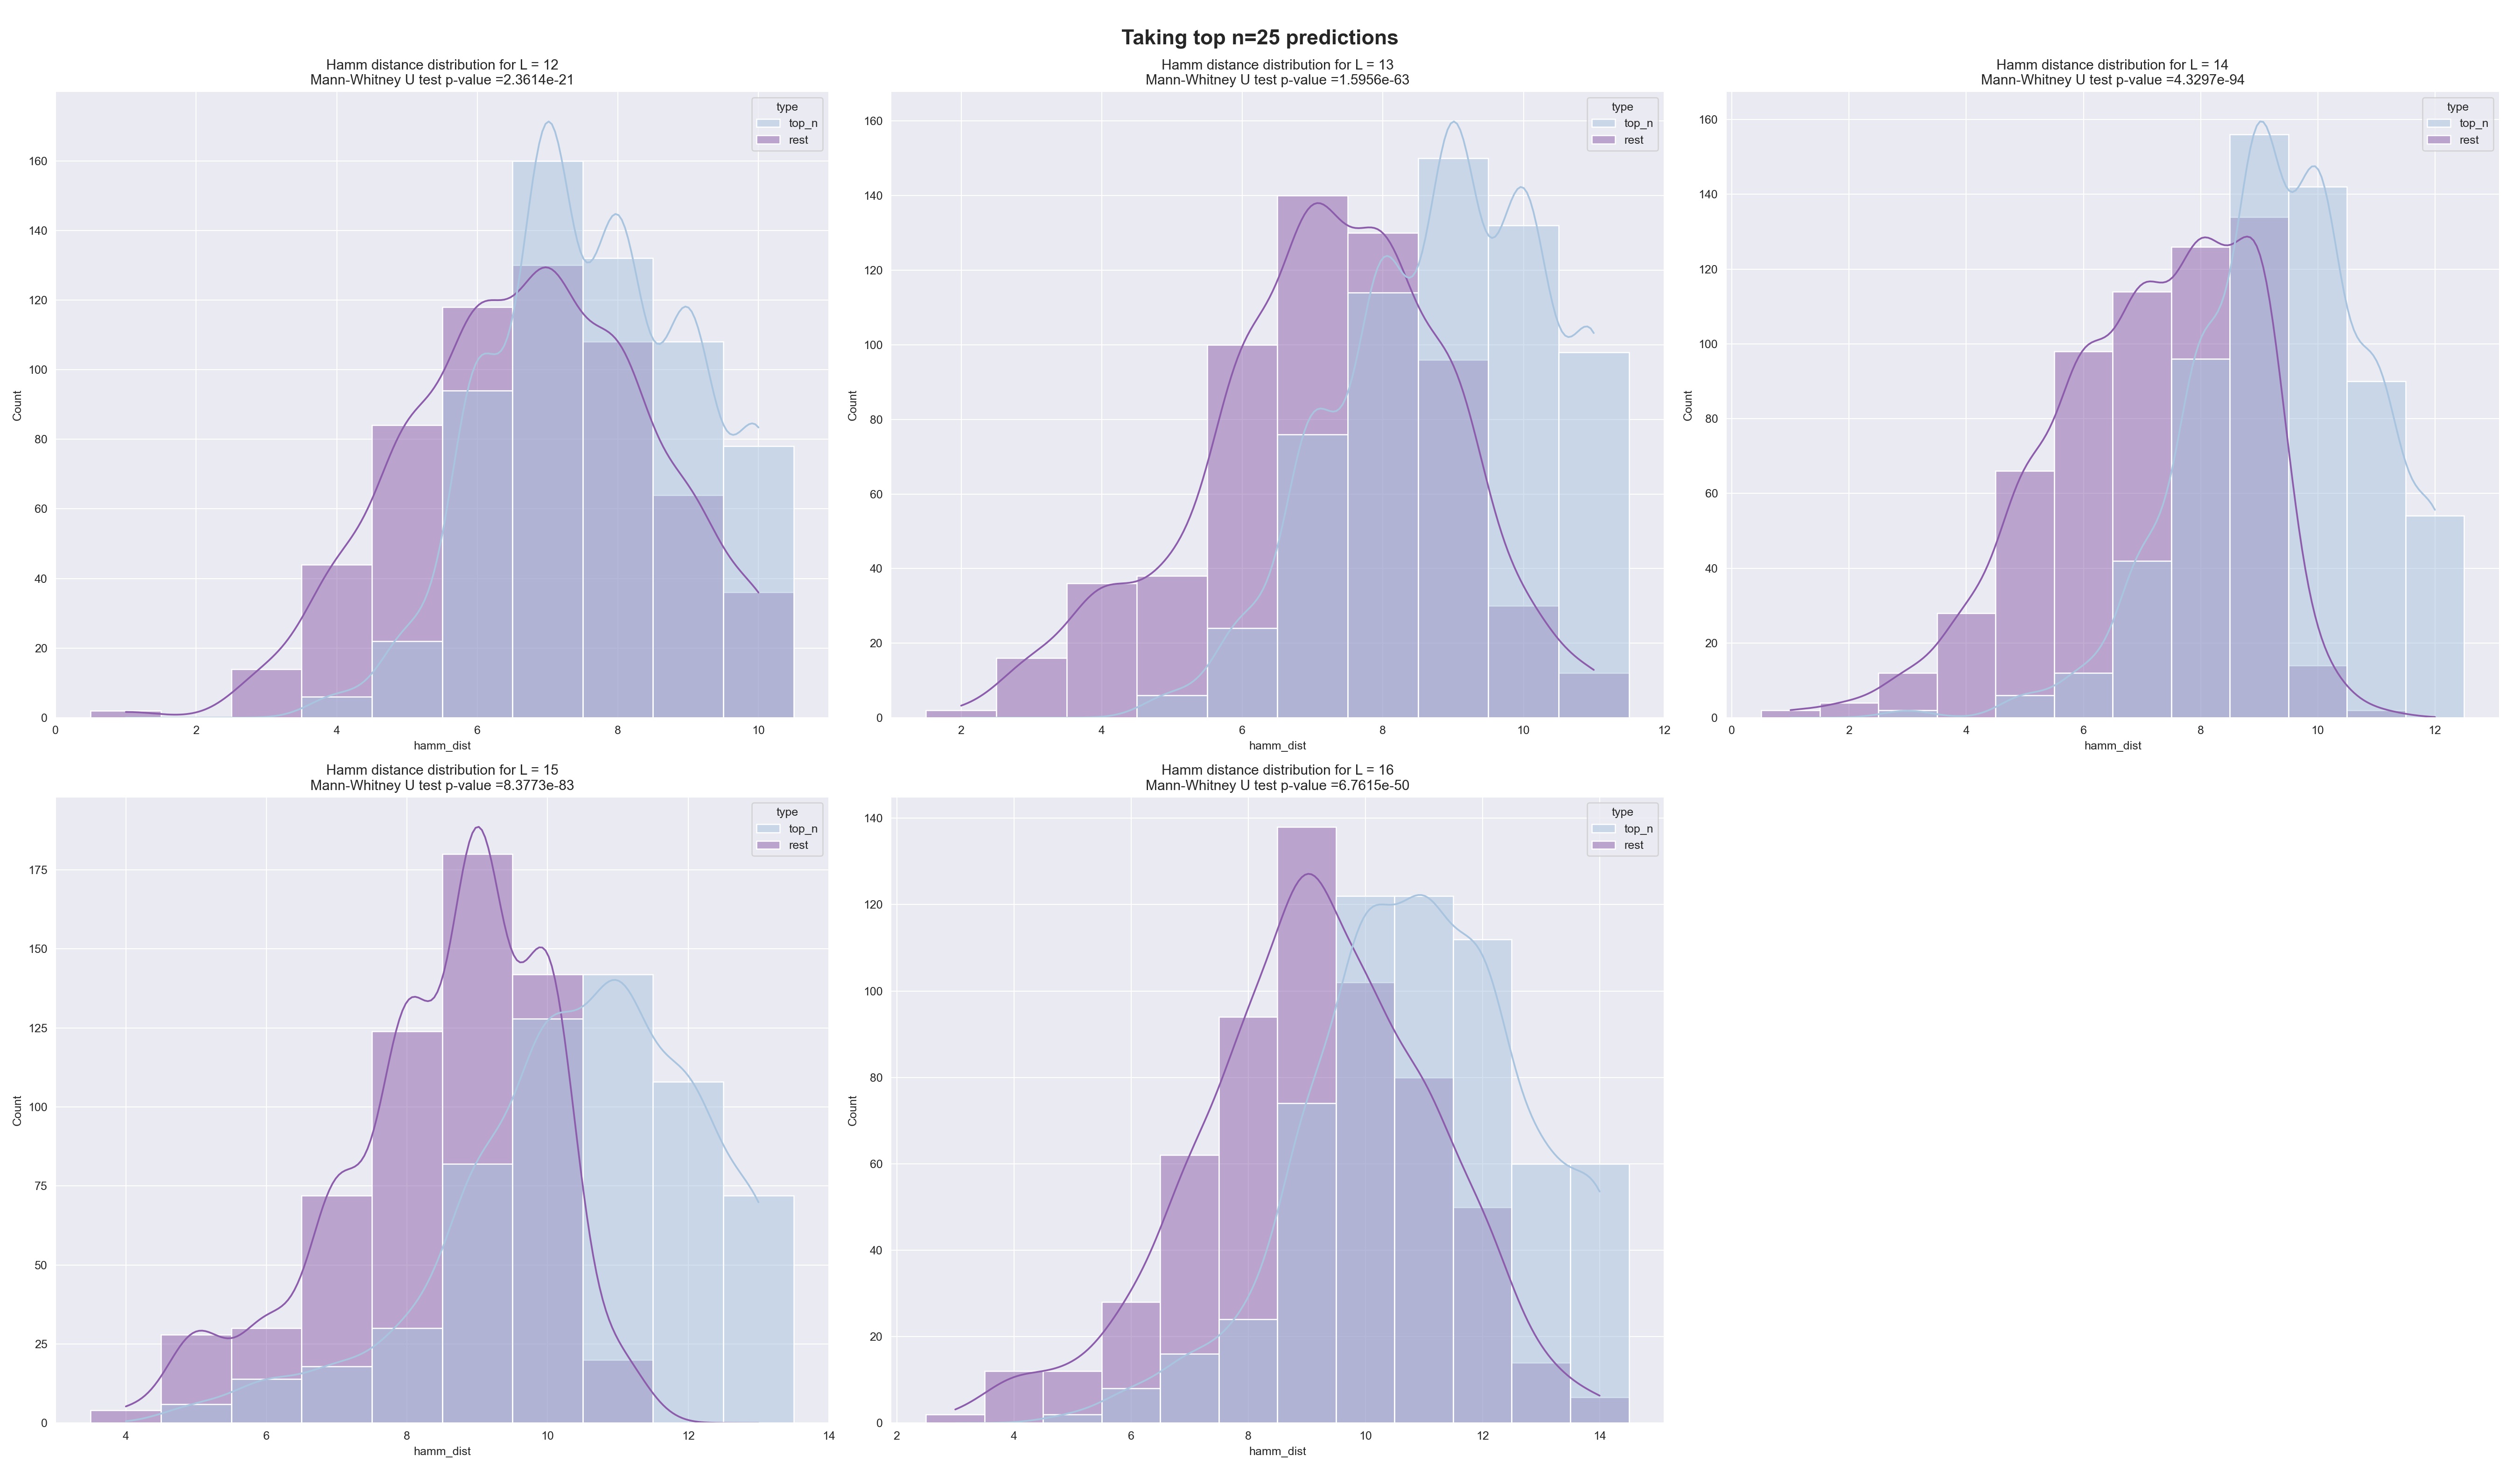 Taking top n=25 predictions
Hamm distance distribution for L = 12
Mann-Whitney U test p-value =2.3614e-21
type
top_n
rest
Count
160
140
120
100
80
60
40
20
0
0 2 4 6 8 10
hamm_dist
Hamm distance distribution for L = 13
Mann-Whitney U test p-value =1.5956e-63
type
top_n
rest
Count
160
140
120
100
80
60
40
20
0
2 4 6 8 10 12
hamm_dist
Hamm distance distribution for L = 14
Mann-Whitney U test p-value =4.3297e-94
type
top_n
rest
Count
160
140
120
100
80
60
40
20
0
0 2 4 6 8 10 12
hamm_dist
Hamm distance distribution for L = 15
Mann-Whitney U test p-value =8.3773e-83
type
top_n
rest
Count
175
150
125
100
75
50
25
0
4 6 8 10 12 14
hamm_dist
Hamm distance distribution for L = 16
Mann-Whitney U test p-value =6.7615e-50
type
top_n
rest
Count
140
120
100
80
60
40
20
0
2 4 6 8 10 12 14
hamm_dist